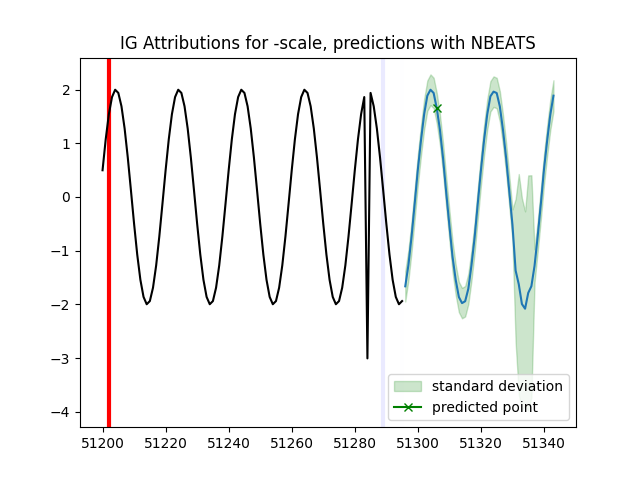 IG Attributions for -scale, predictions with NBEATS
2
1
0
−1
−2
−3
−4
standard deviation
predicted point
51200 51220 51240 51260 51280 51300 51320 51340